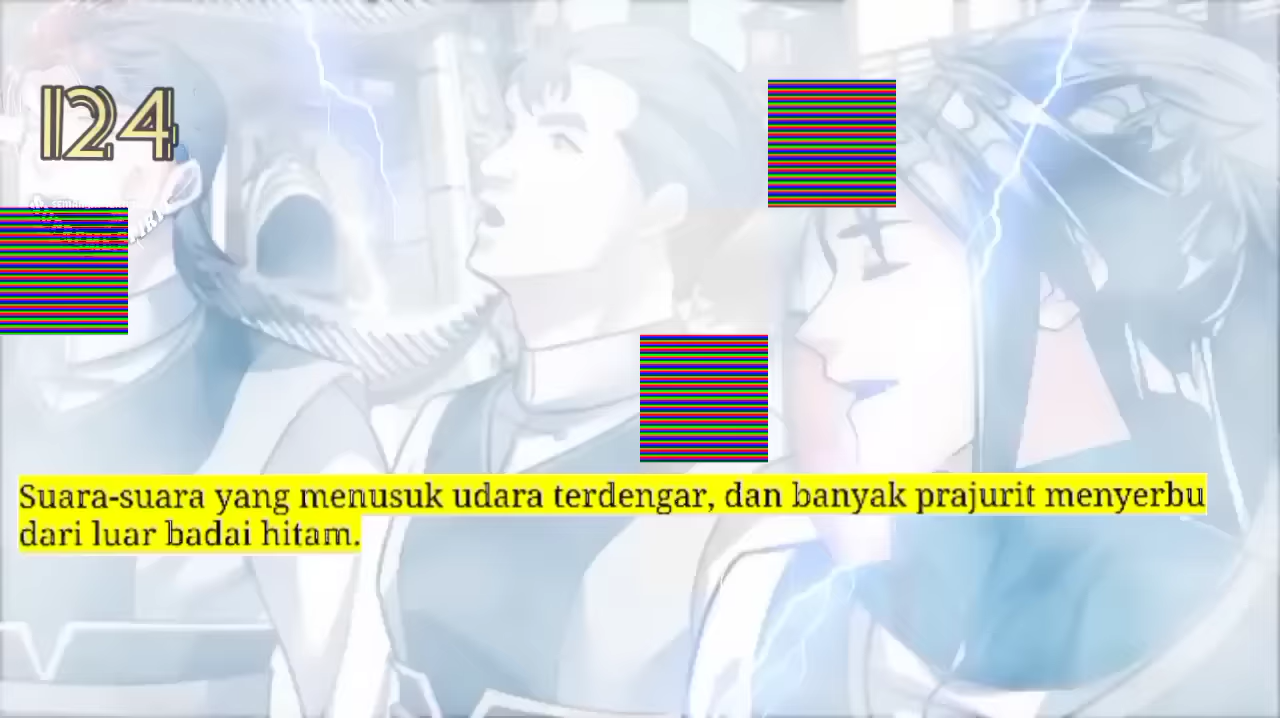 124
Suara-suara yang menusuk udara terdengar, dan banyak prajurit menyerbu
dari luar badai hitam.